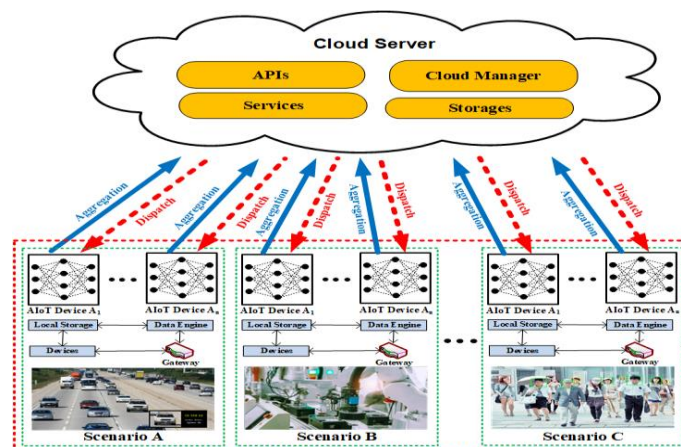 Cloud Server
APIs
Cloud Manager
Services
Storages
Aggregation
Dispatch
Aggregation
Dispatch
Aggregation
Dispatch
Aggregation
Dispatch
Aggregation
Dispatch
Aggregation
Dispatch
AIoT Device A1
AIoT Device An
Local Storage
Data Engine
Devices
Gateway
Scenario A
AIoT Device A1
AIoT Device An
Local Storage
Data Engine
Devices
Gateway
Scenario B
AIoT Device A1
AIoT Device An
Local Storage
Data Engine
Devices
Gateway
Scenario C